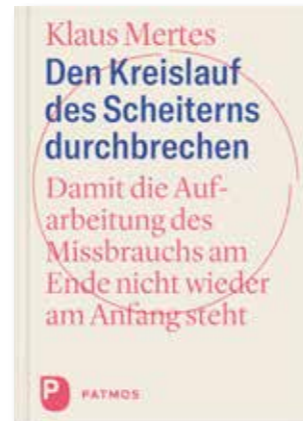 Klaus Mertes
Den Kreislauf
des Scheiterns
durchbrechen
Damit die Auf-
arbeitung des
Missbrauchs am
Ende nicht wieder
am Anfang steht
PATMOS